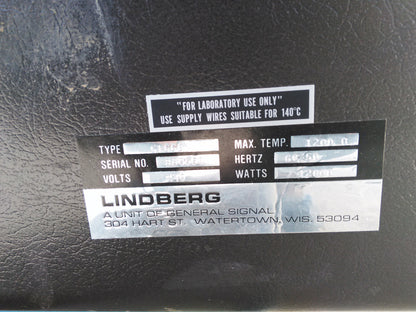 "FOR LABORATORY USE ONLY"
USE SUPPLY WIRES SUITABLE FOR 140°C
TYPE MAX. TEMP.
SERIAL NO. HERTZ
VOLTS WATTS
LINDBERG
A UNIT OF GENERAL SIGNAL
304 HART ST. WATERTOWN, WIS. 53094